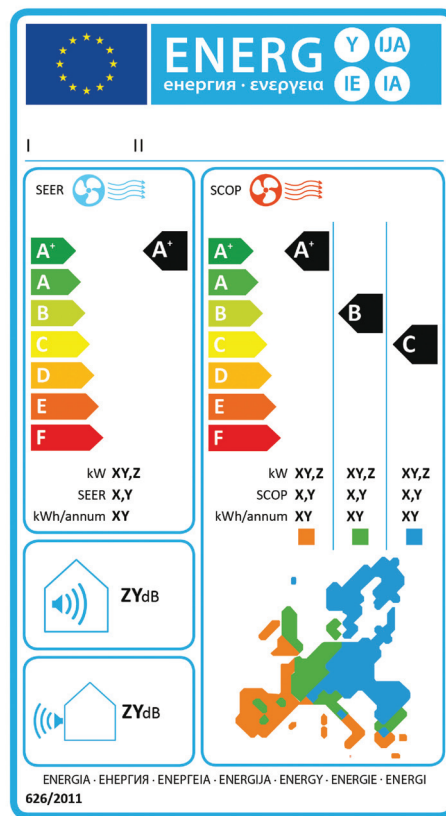 ENERG Y IJA
енергия · ενεργεια IE IA
I II
SEER
A+ A+
A
B
C
D
E
F
kW XY,Z
SEER X,Y
kWh/annum XY
SCOP
A+ A+
A
B B
C C
D
E
F
kW XY,Z XY,Z XY,Z
SCOP X,Y X,Y X,Y
kWh/annum XY XY XY
ZYdB
ZYdB
ENERGIA · ЕНЕРГИЯ · ΕΝΕΡΓΕΙΑ · ENERGIJA · ENERGY · ENERGIE · ENERGI
626/2011